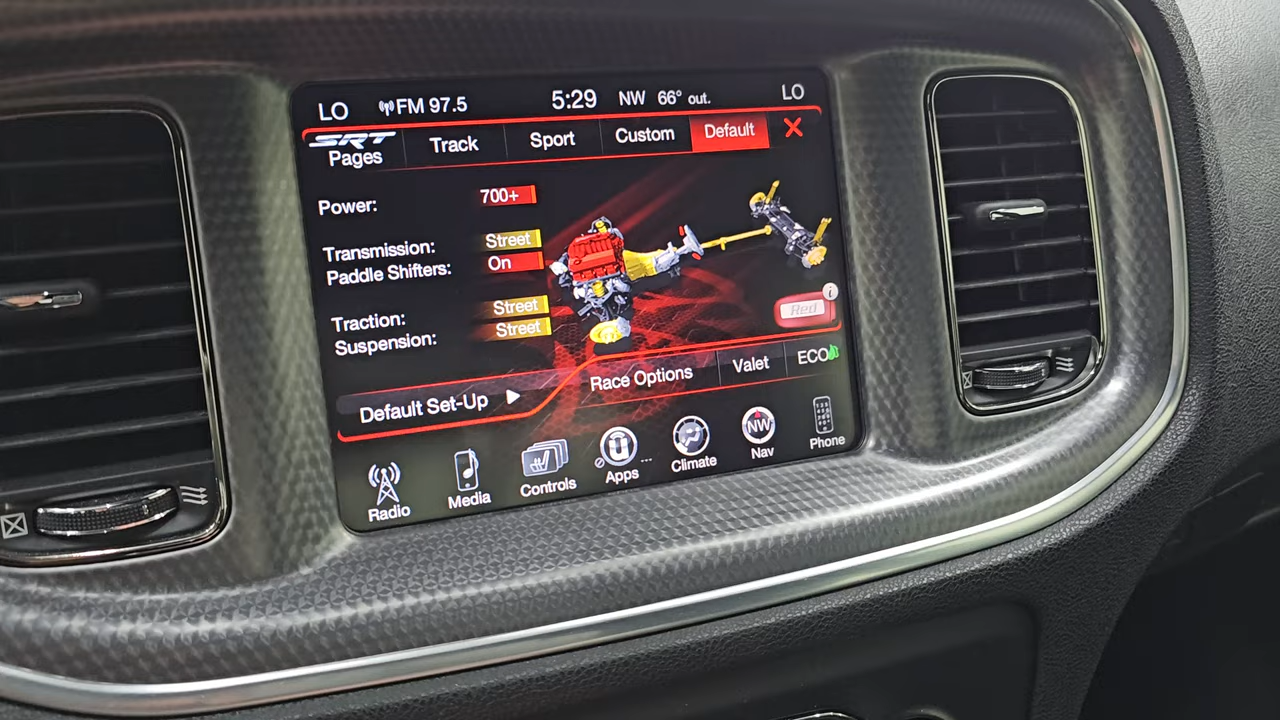 LO FM 97.5 5:29 NW 66° out. LO
SRT Pages Track Sport Custom Default X
Power: 700+
Transmission: Street
Paddle Shifters: On
Traction: Street
Suspension: Street
Red i
Default Set-Up Race Options Valet ECO
Radio Media Controls Apps ... Climate NW Nav Phone